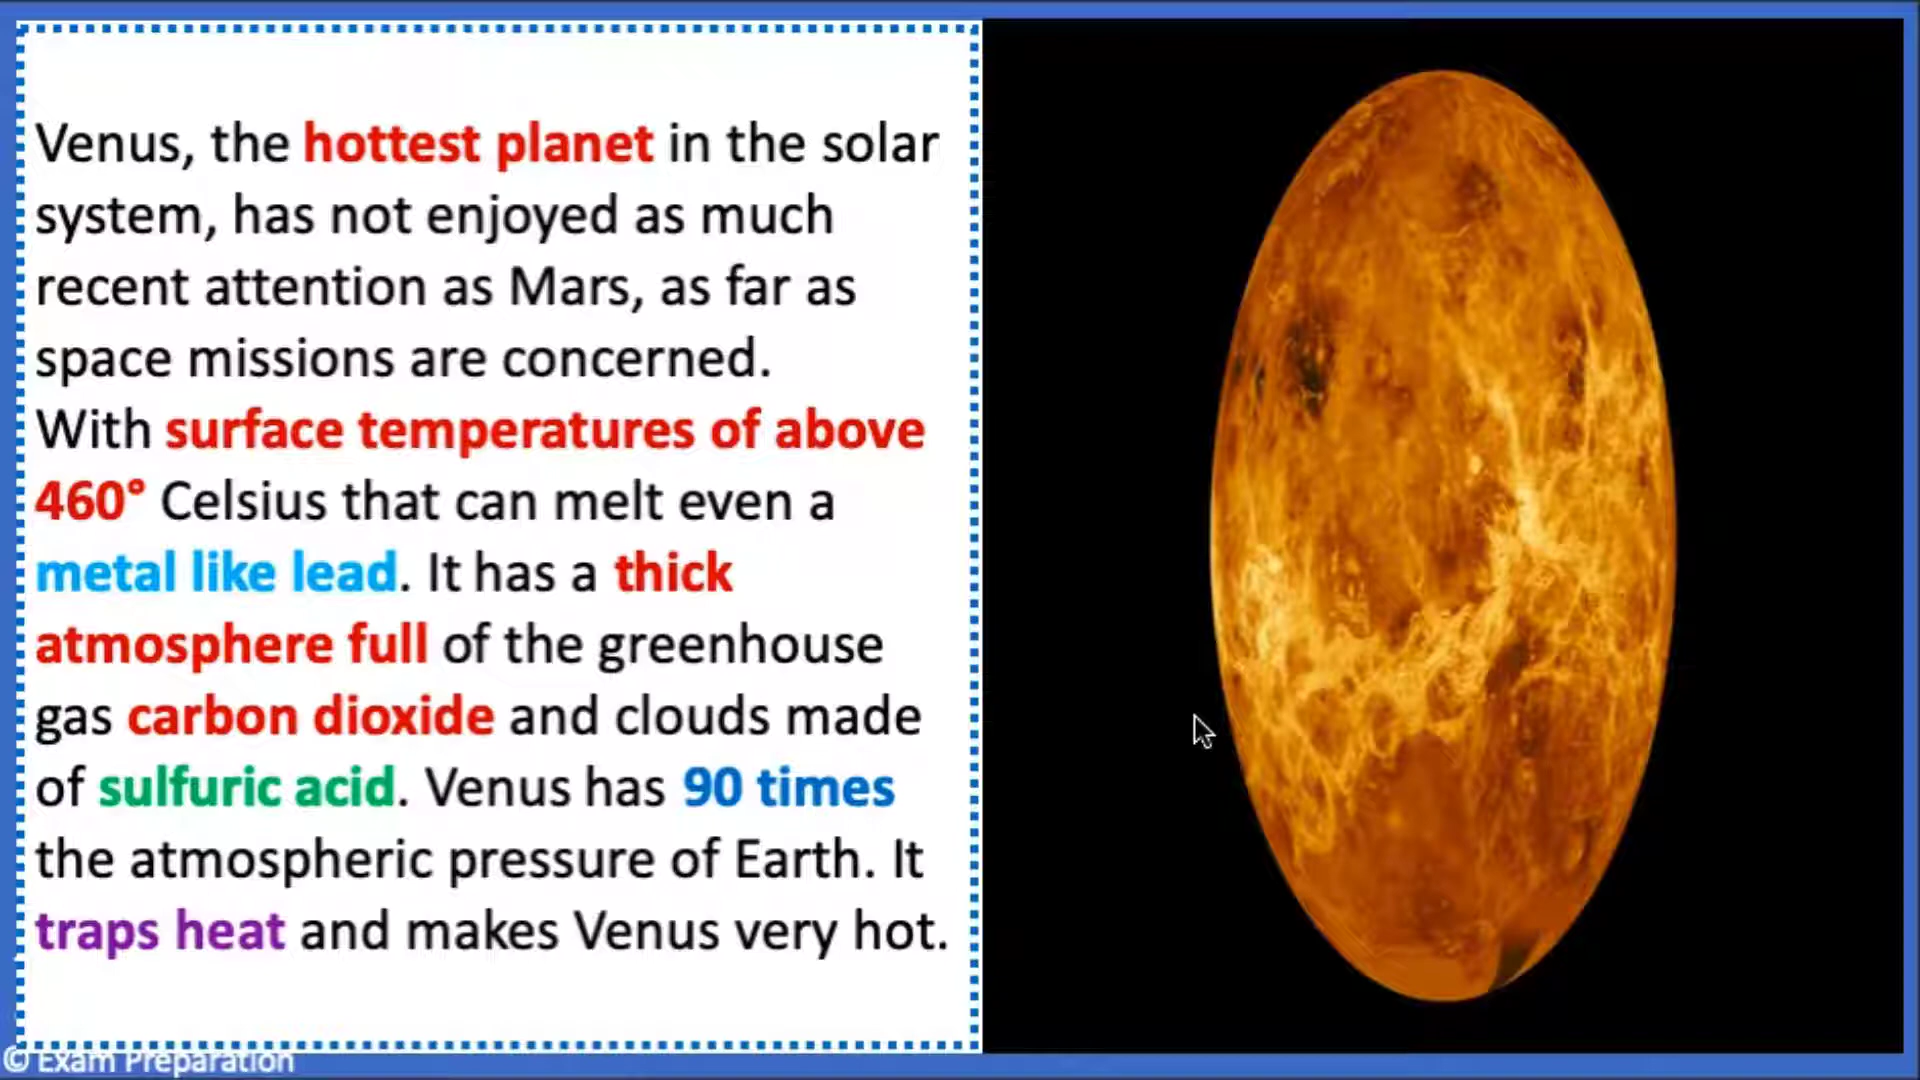 Venus, the hottest planet in the solar
system, has not enjoyed as much
recent attention as Mars, as far as
space missions are concerned.
With surface temperatures of above
460° Celsius that can melt even a
metal like lead. It has a thick
atmosphere full of the greenhouse
gas carbon dioxide and clouds made
of sulfuric acid. Venus has 90 times
the atmospheric pressure of Earth. It
traps heat and makes Venus very hot.
© Exam Preparation